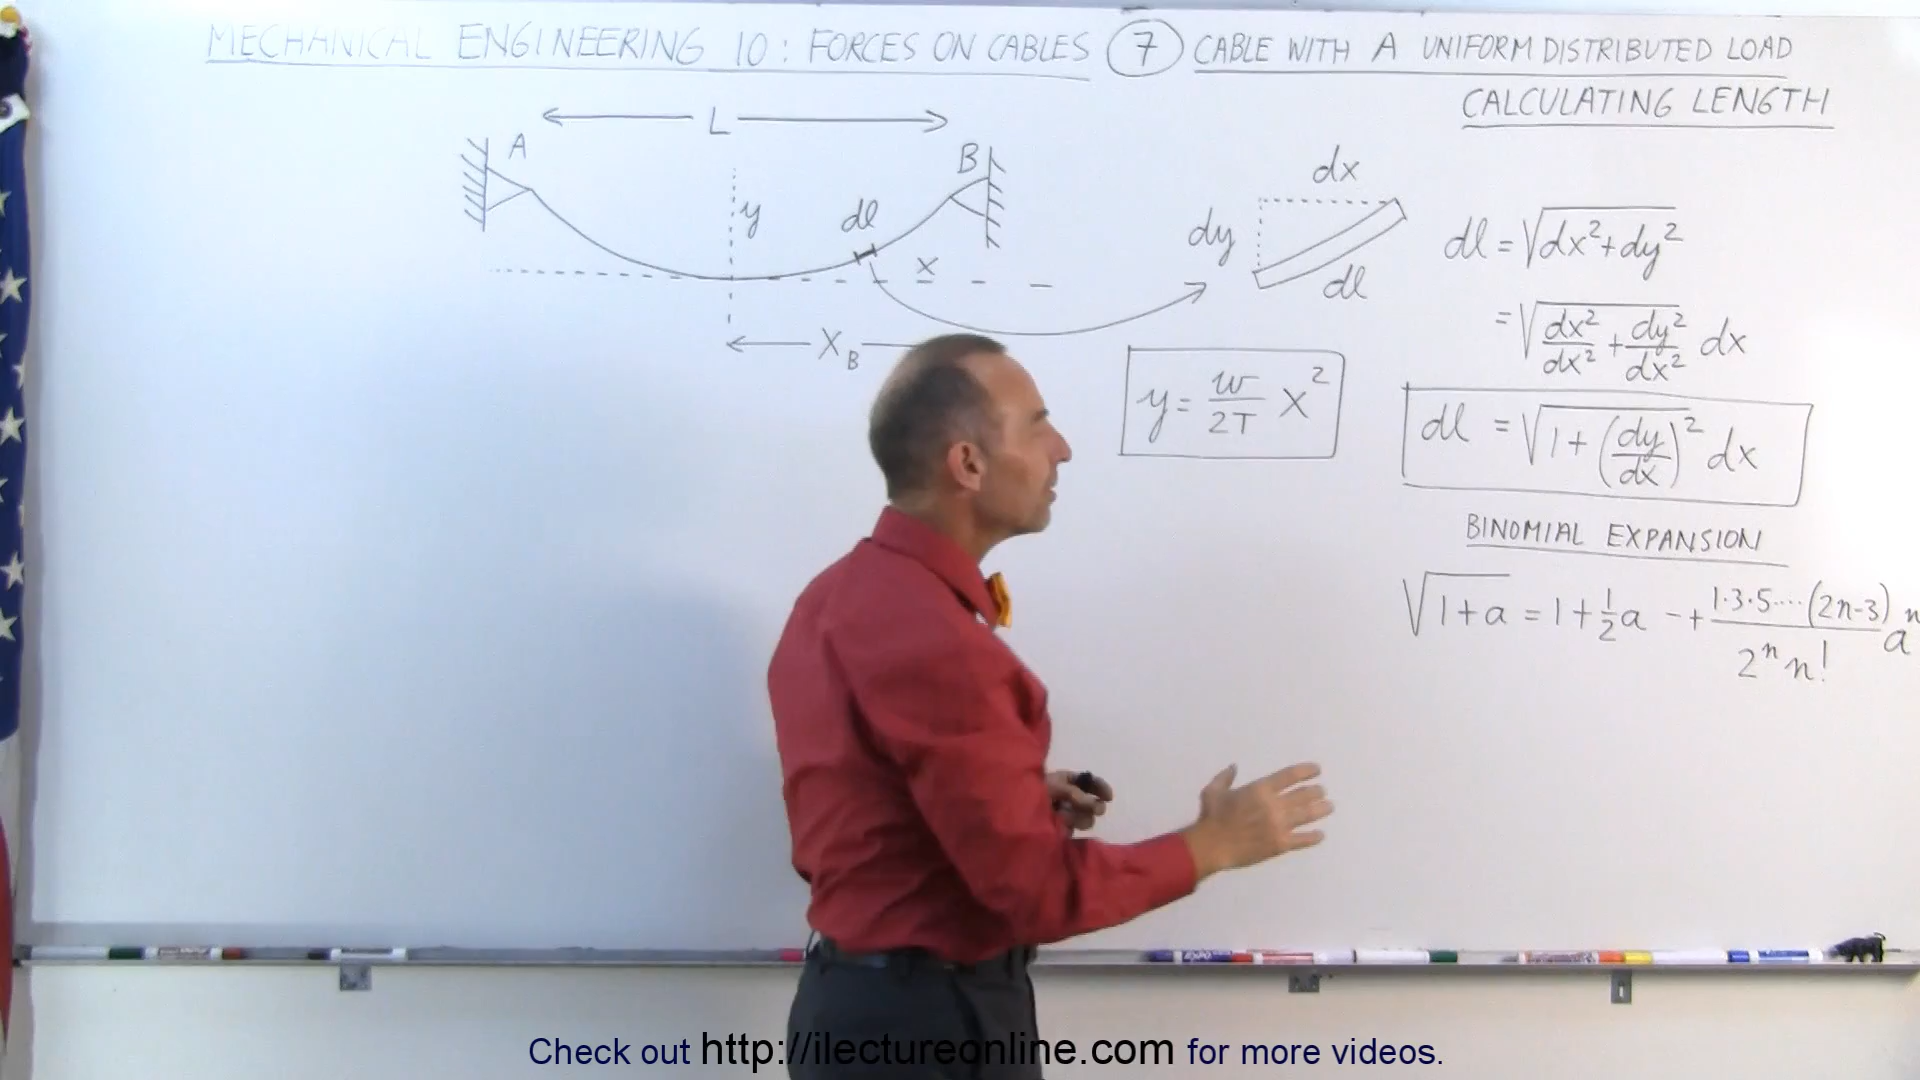 MECHANICAL ENGINEERING 10: FORCES ON CABLES (7) CABLE WITH A UNIFORM DISTRIBUTED LOAD
CALCULATING LENGTH
L
A
B
y
dl
x
X_B
dx
dy
dl
dl = √(dx²+dy²)
= √(dx²/dx² + dy²/dx²) dx
y = w/2T X²
dl = √(1+(dy/dx)²) dx
BINOMIAL EXPANSION
√(1+a) = 1+½a -+ 1·3·5····(2n-3)/2ⁿn! aⁿ
Check out http://ilectureonline.com for more videos.